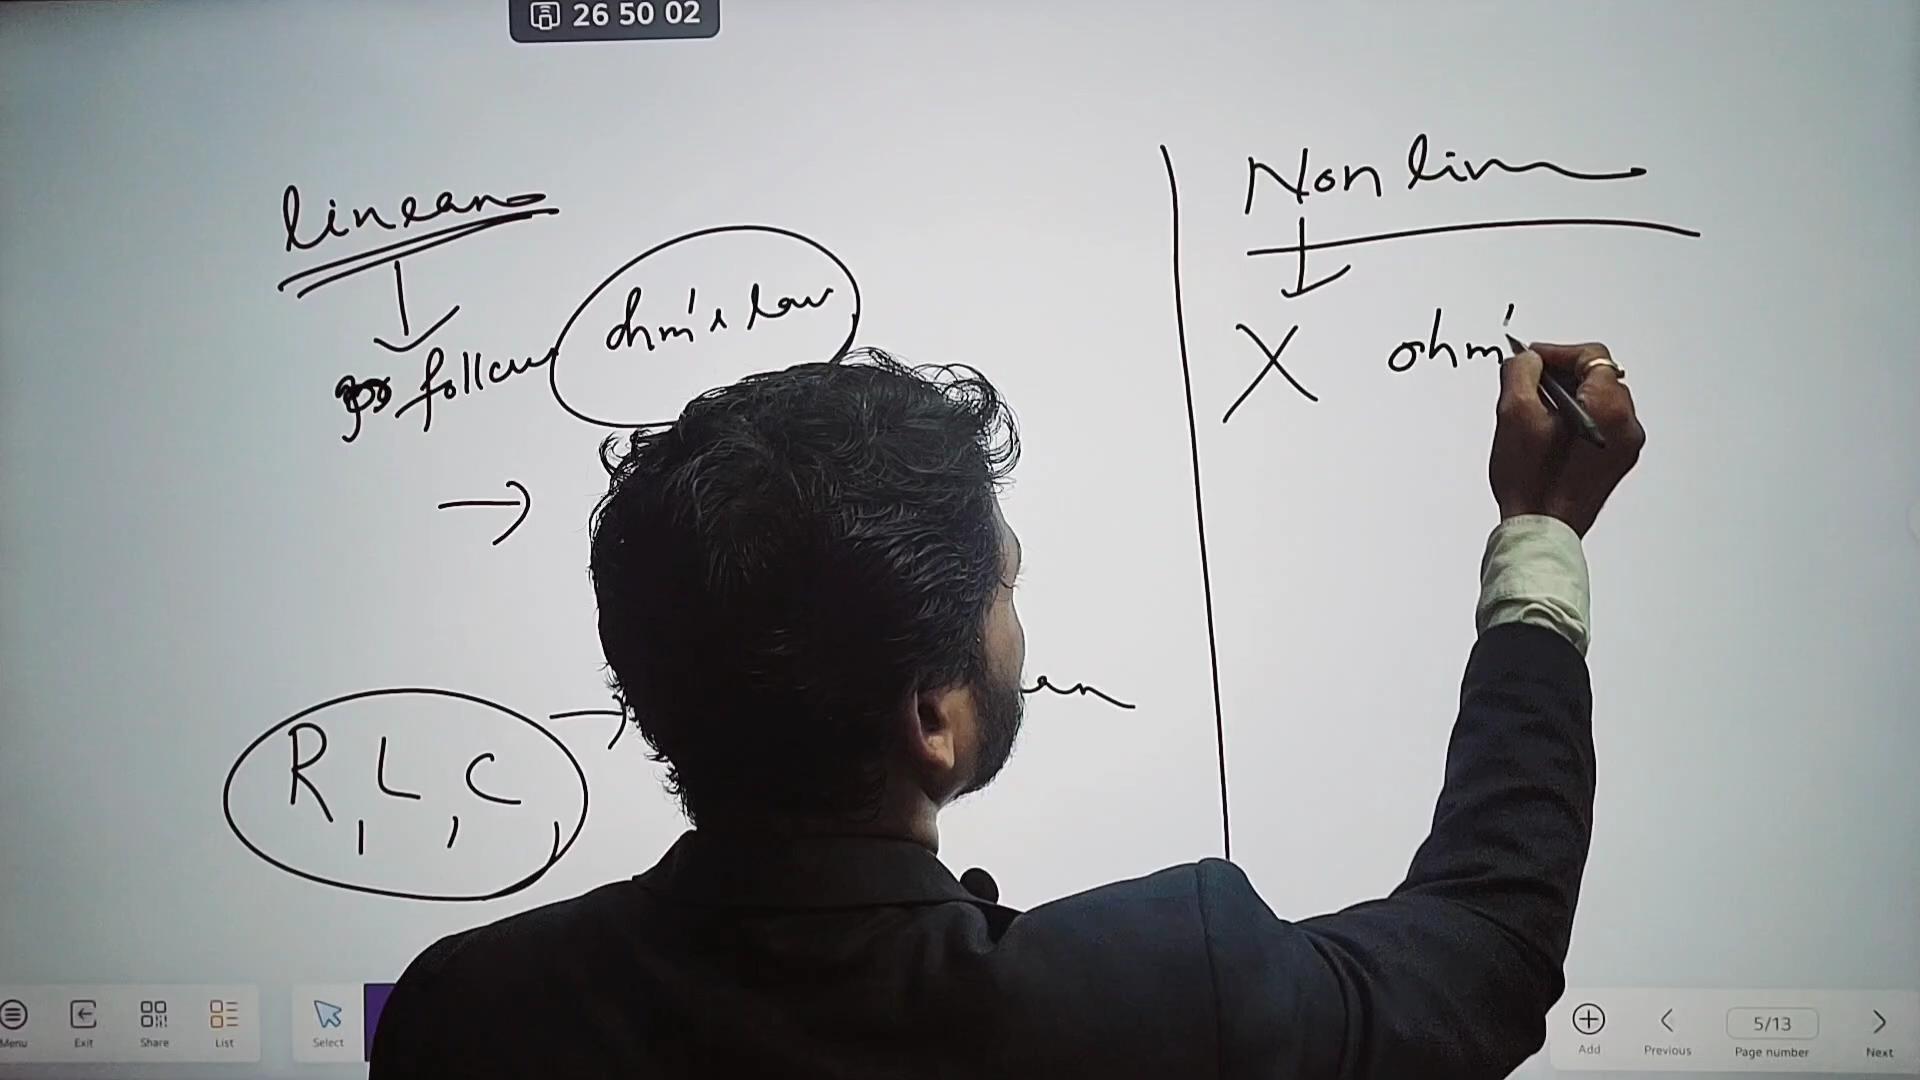 26 50 02
linear
follow ohm's law
→
R, L, C, →
Non lin
X ohm'
Menu Exit Share List Select
Add Previous 5/13 Page number Next